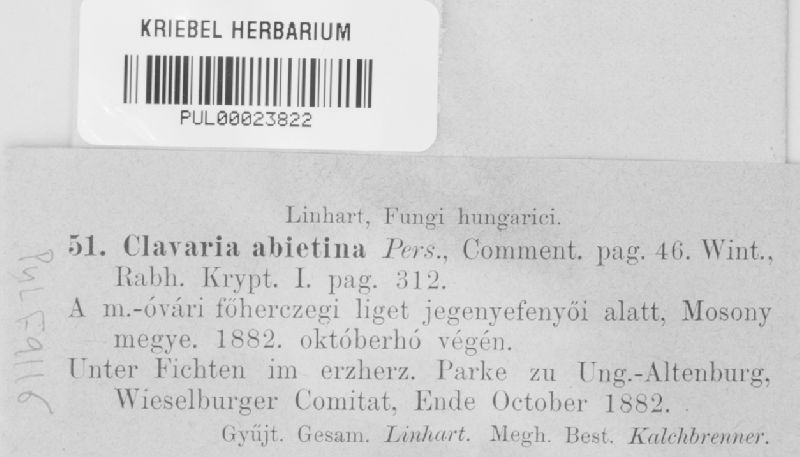 KRIEBEL HERBARIUM
PUL00023822
Linhart, Fungi hungarici.
51. Clavaria abietina Pers., Comment. pag. 46. Wint.,
Rabh. Krypt. I. pag. 312.
A m.-óvári főherczegi liget jegenyefenyői alatt, Mosony
megye. 1882. októberhó végén.
Unter Fichten im erzherz. Parke zu Ung.-Altenburg,
Wieselburger Comitat, Ende October 1882.
Gyűjt. Gesam. Linhart. Megh. Best. Kalchbrenner.
PUL F9116